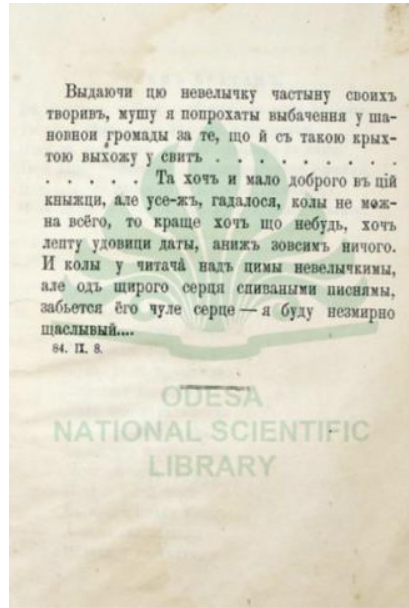 Выдаючи цю невелычку частыну своихъ
творивъ, мушу я попрохаты выбачення у ша-
новнои громады за те, що й съ такою крых-
тою выхожу у свитъ . . . . . . . . .
. . . . . Та хочъ и мало доброго въ цій
кныжци, але усе-жъ, гадалося, колы не мож-
на всёго, то краще хочъ що небудь, хочъ
лепту удовици даты, анижъ зовсимъ ничого.
И колы у читача̀ надъ цимы невелычкимы,
але одъ щирого серця спиваными писнямы,
забьется ёго чуле серце — я буду незмирно
щаслывый....
84. IX. 8.
ODESA
NATIONAL SCIENTIFIC
LIBRARY